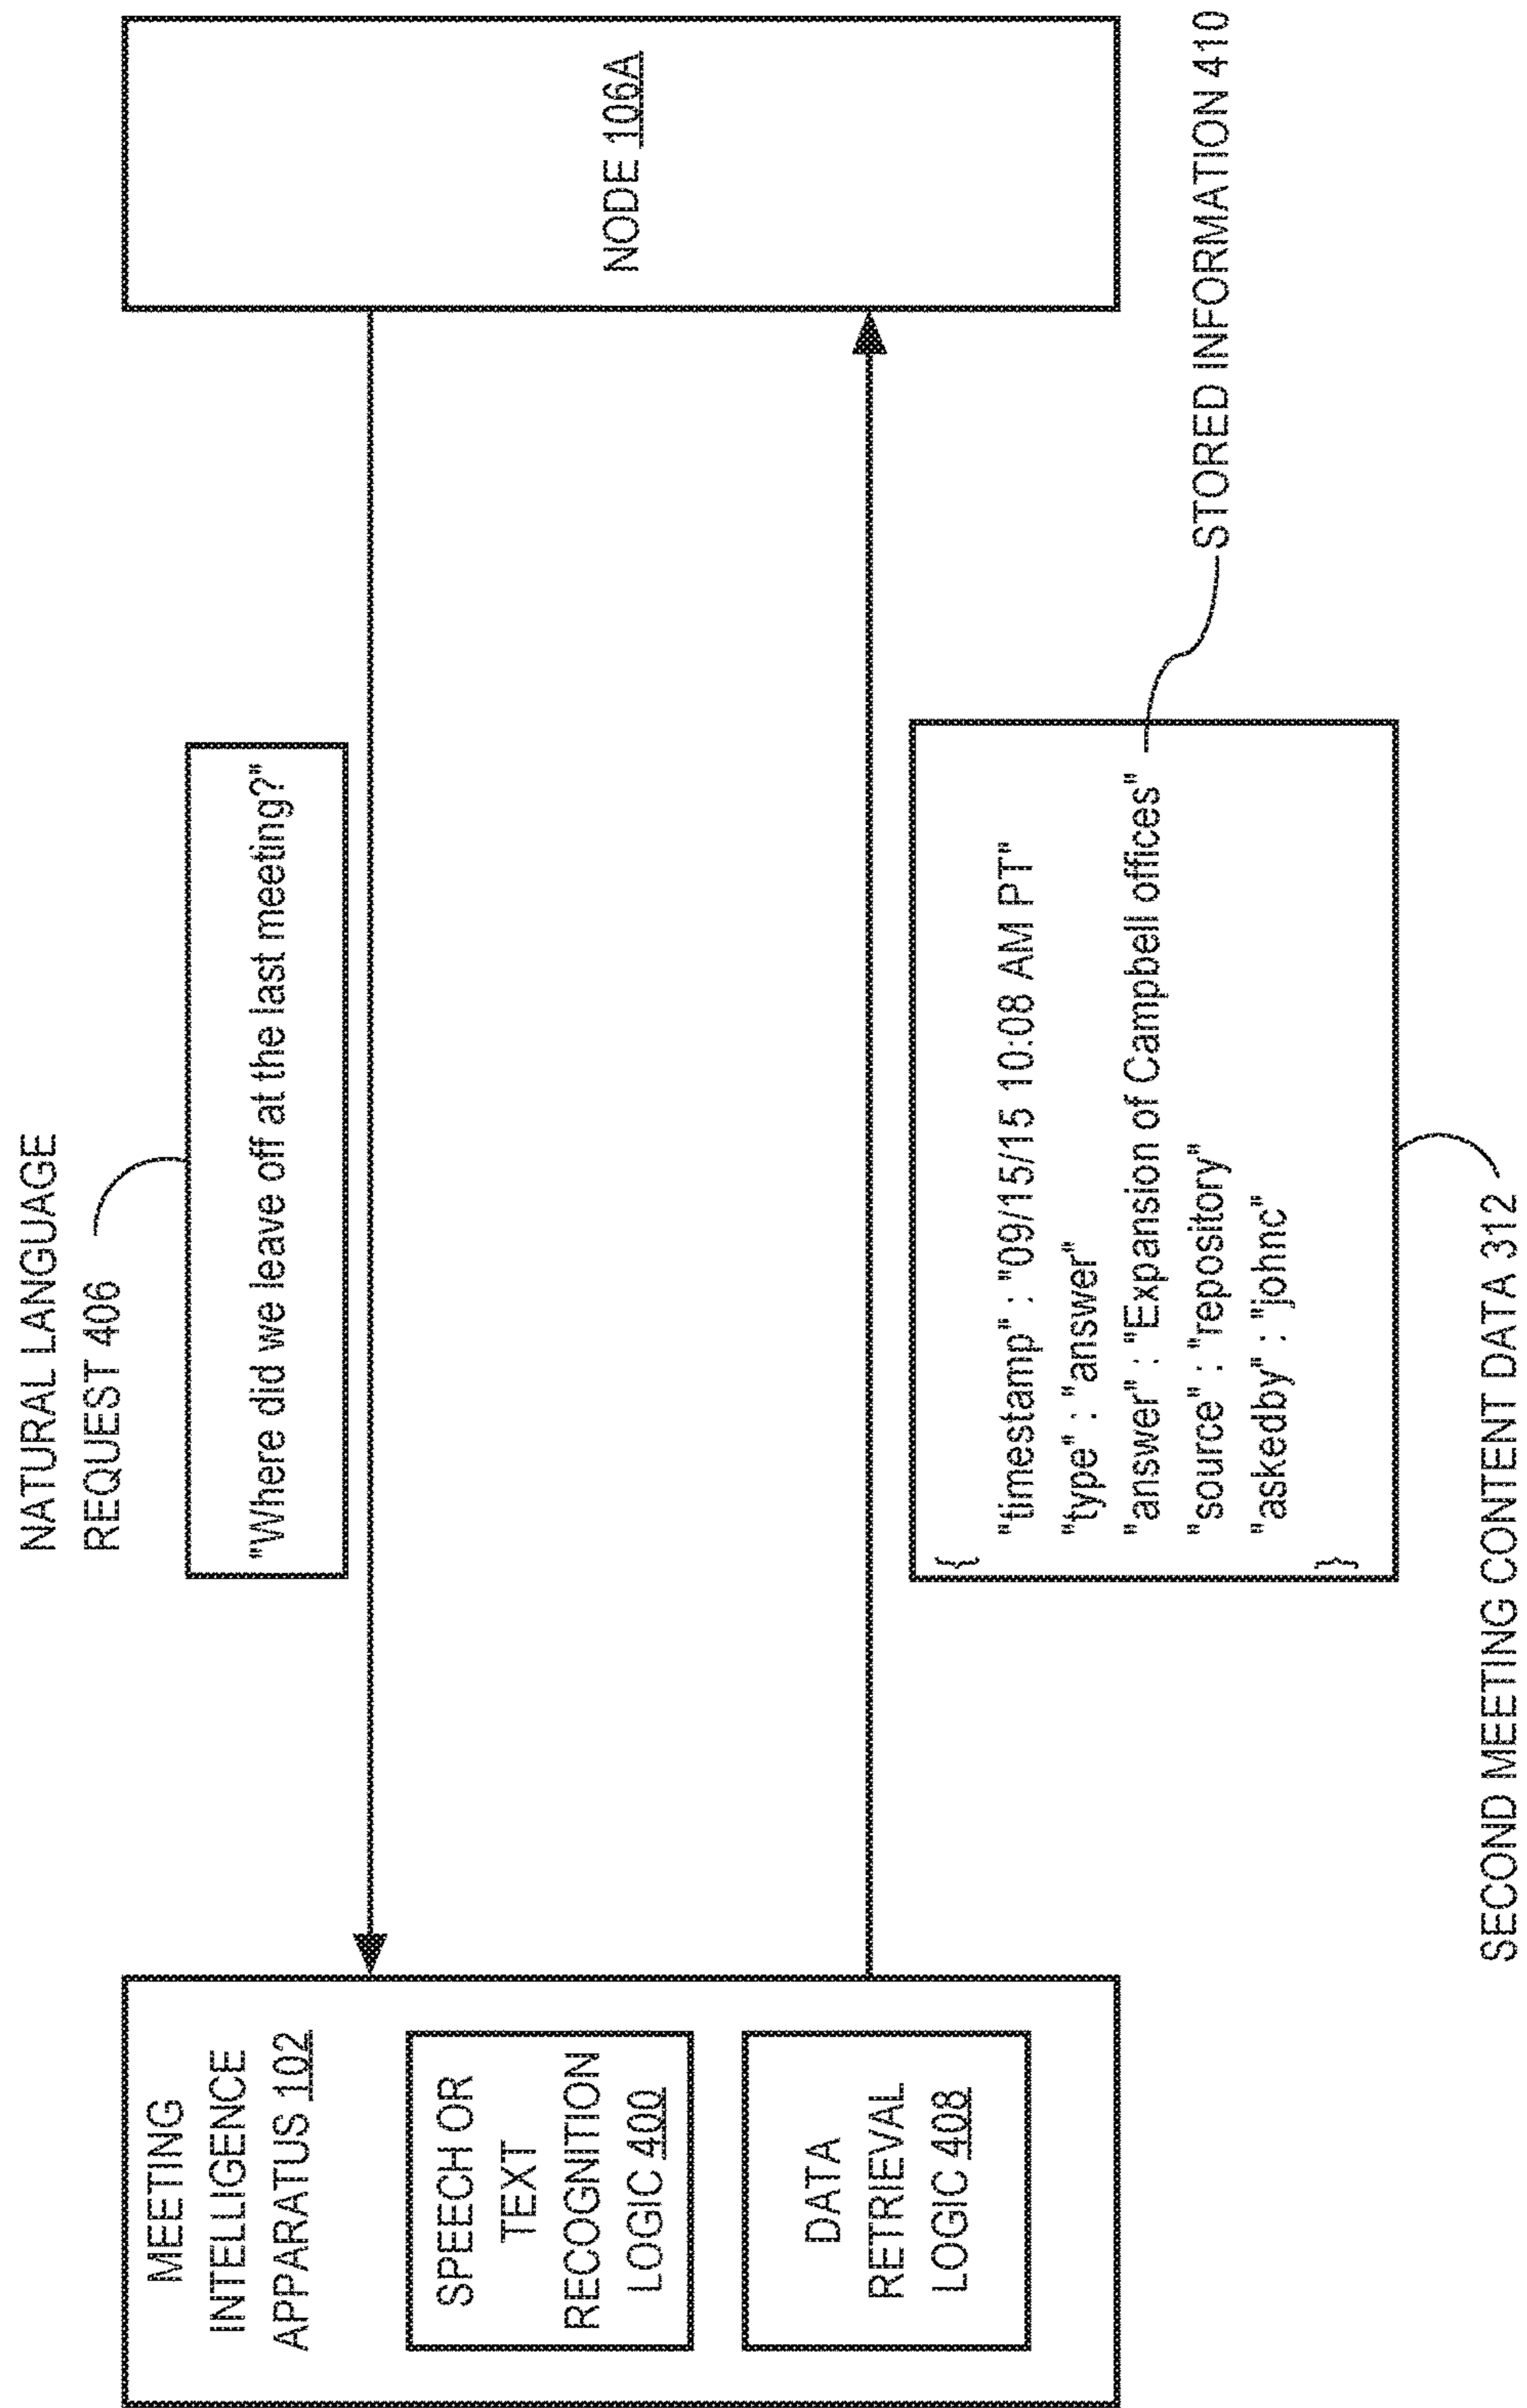 NATURAL LANGUAGE
REQUEST 406
"Where did we leave off at the last meeting?"
MEETING
INTELLIGENCE
APPARATUS 102
SPEECH OR
TEXT
RECOGNITION
LOGIC 400
DATA
RETRIEVAL
LOGIC 408
NODE 106A
{
"timestamp" : "09/15/15 10:08 AM PT"
"type" : "answer"
"answer" : "Expansion of Campbell offices"
"source" : "repository"
"askedby" : "johnc"
}
STORED INFORMATION 410
SECOND MEETING CONTENT DATA 312